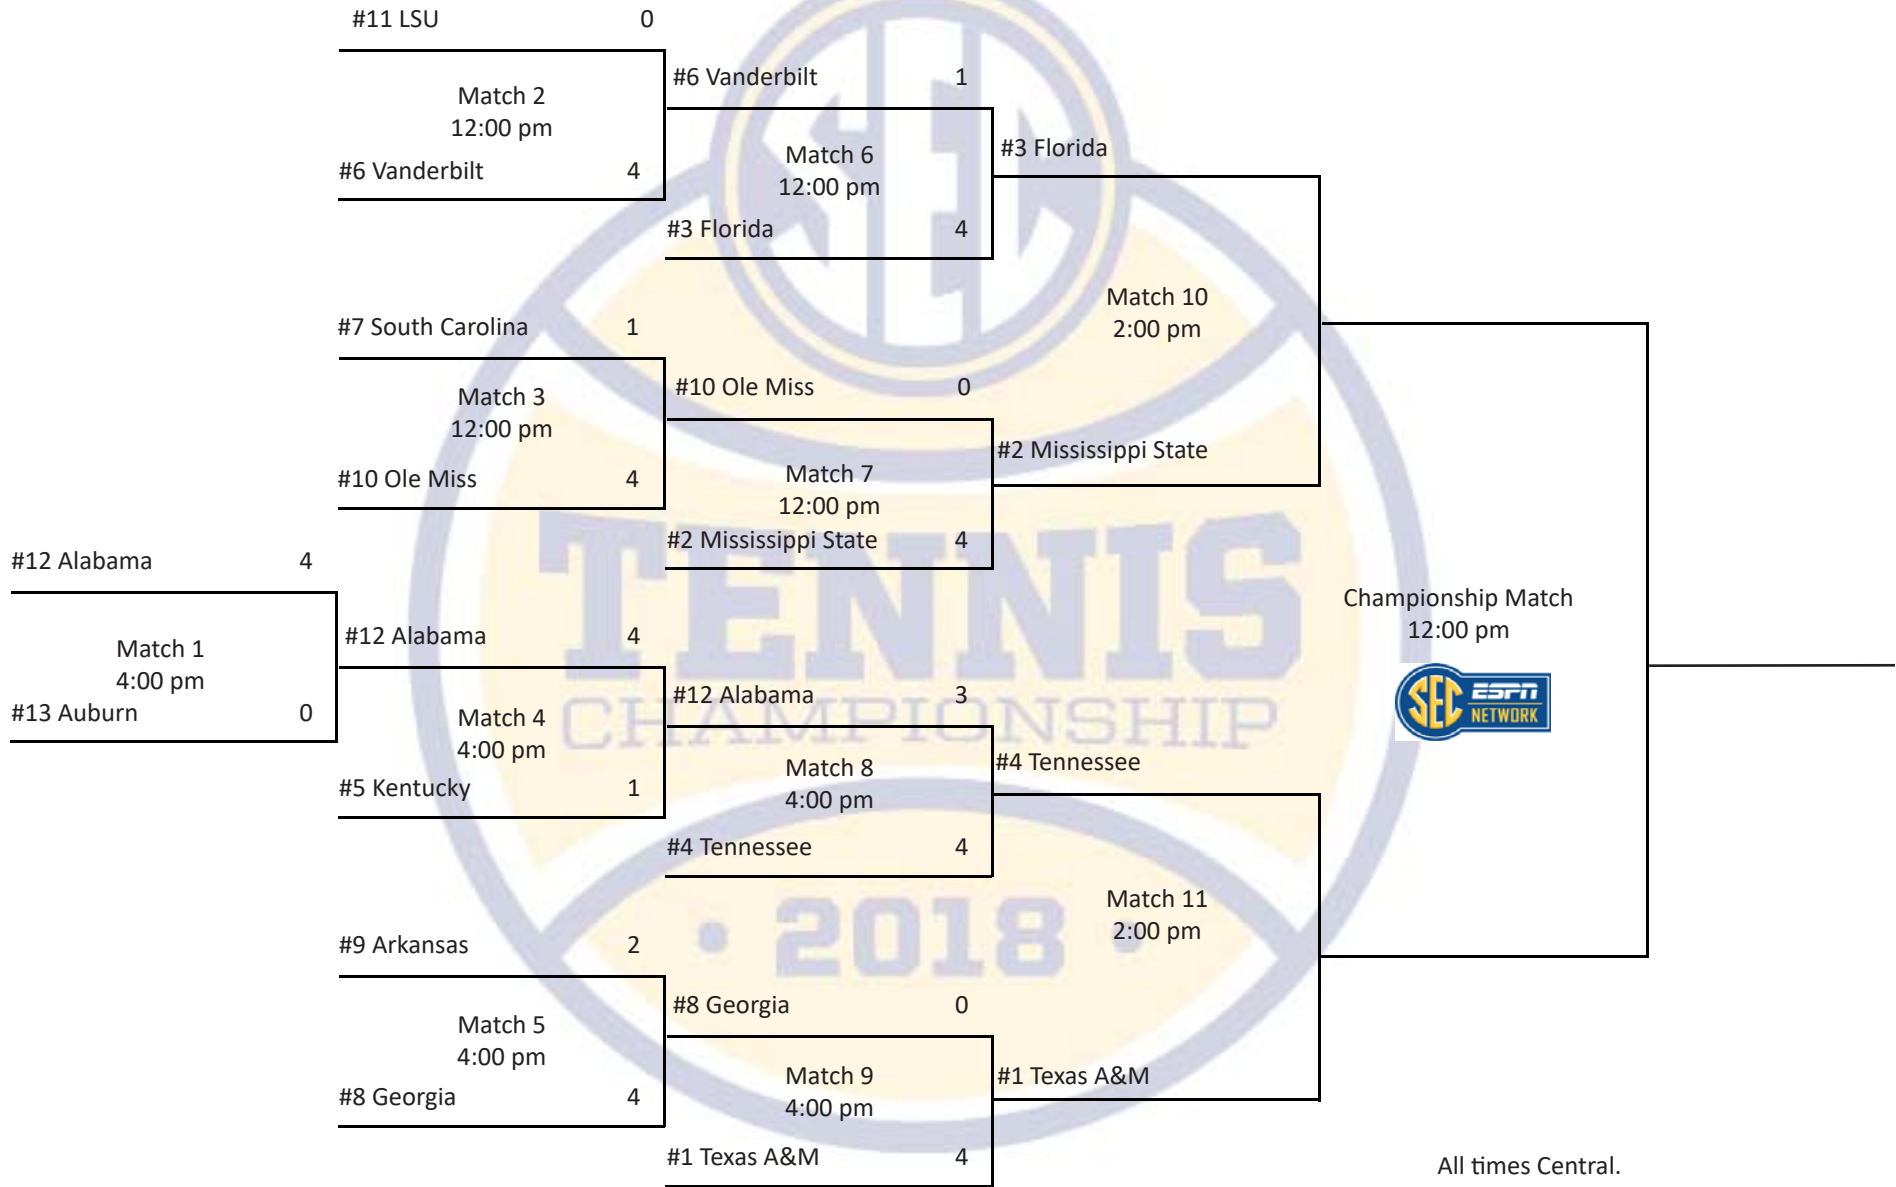 #11 LSU 0
Match 2
12:00 pm
#6 Vanderbilt 4
#6 Vanderbilt 1
Match 6
12:00 pm
#3 Florida 4
#3 Florida
Match 10
2:00 pm
#7 South Carolina 1
Match 3
12:00 pm
#10 Ole Miss 4
#10 Ole Miss 0
Match 7
12:00 pm
#2 Mississippi State 4
#2 Mississippi State
#12 Alabama 4
Match 1
4:00 pm
#13 Auburn 0
#12 Alabama 4
Match 4
4:00 pm
#5 Kentucky 1
#12 Alabama 3
Match 8
4:00 pm
#4 Tennessee 4
#4 Tennessee
Match 11
2:00 pm
#9 Arkansas 2
Match 5
4:00 pm
#8 Georgia 4
#8 Georgia 0
Match 9
4:00 pm
#1 Texas A&M 4
#1 Texas A&M
Championship Match
12:00 pm
SEC ESPN
NETWORK
All times Central.
SEC
TENNIS
CHAMPIONSHIP
• 2018 •